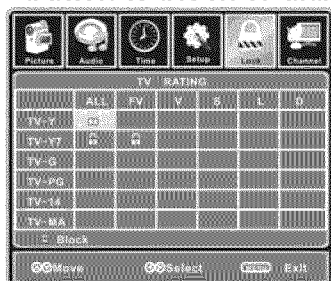 Picture Audio Time Setup Lock Channel
TV RATING
ALL FV V S L D
TV-Y
TV-Y7
TV-G
TV-PG
TV-14
TV-MA
Block
Move Select MENU Exit